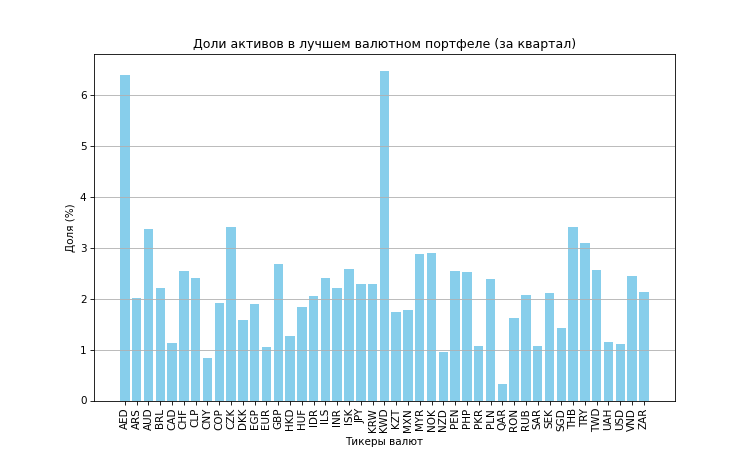 Доли активов в лучшем валютном портфеле (за квартал)
Доля (%)
6
5
4
3
2
1
0
AED ARS AUD BRL CAD CHF CLP CNY COP CZK DKK EGP EUR GBP HKD HUF IDR ILS INR ISK JPY KRW KWD KZT MXN MYR NOK NZD PEN PHP PKR PLN QAR RON RUB SAR SEK SGD THB TRY TWD UAH USD VND ZAR
Тикеры валют